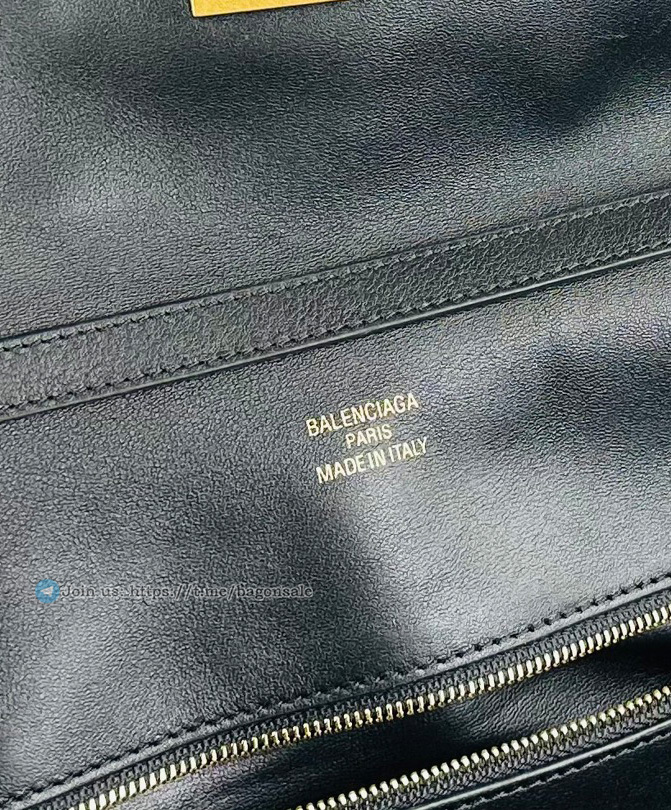 BALENCIAGA
PARIS
MADE IN ITALY
Join us: https://t.me/bagonsale